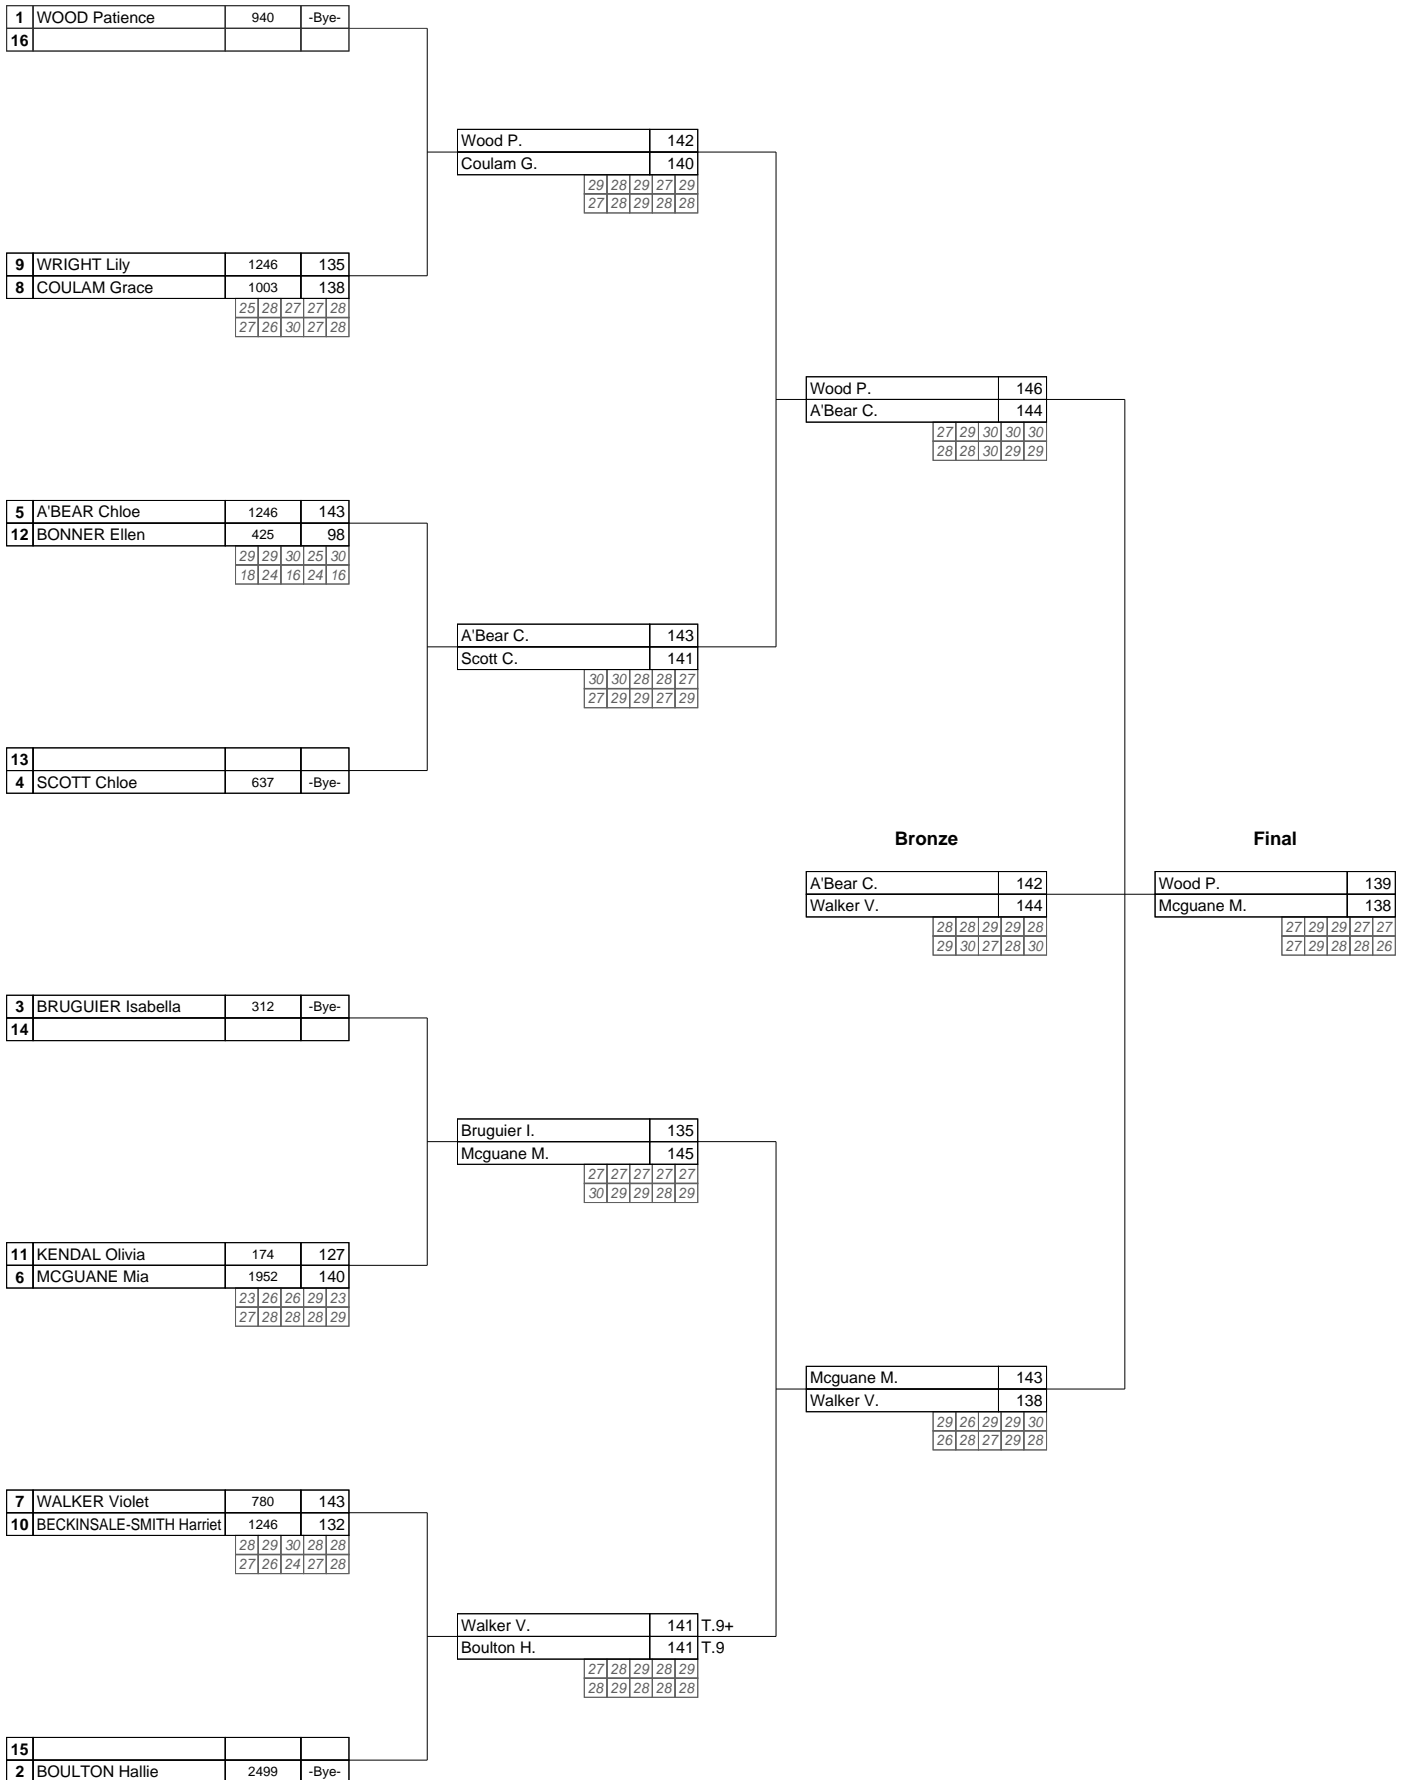 1 WOOD Patience 940 -Bye-
16
Wood P. 142
Coulam G. 140
29 28 29 27 29
27 28 29 28 28
9 WRIGHT Lily 1246 135
8 COULAM Grace 1003 138
25 28 27 27 28
27 26 30 27 28
Wood P. 146
A'Bear C. 144
27 29 30 30 30
28 28 30 29 29
5 A'BEAR Chloe 1246 143
12 BONNER Ellen 425 98
29 29 30 25 30
18 24 16 24 16
A'Bear C. 143
Scott C. 141
30 30 28 28 27
27 29 29 27 29
13
4 SCOTT Chloe 637 -Bye-
Bronze
Final
A'Bear C. 142
Walker V. 144
28 28 29 29 28
29 30 27 28 30
Wood P. 139
Mcguane M. 138
27 29 29 27 27
27 29 28 28 26
3 BRUGUIER Isabella 312 -Bye-
14
Bruguier I. 135
Mcguane M. 145
27 27 27 27 27
30 29 29 28 29
11 KENDAL Olivia 174 127
6 MCGUANE Mia 1952 140
23 26 26 29 23
27 28 28 28 29
Mcguane M. 143
Walker V. 138
29 26 29 29 30
26 28 27 29 28
7 WALKER Violet 780 143
10 BECKINSALE-SMITH Harriet 1246 132
28 29 30 28 28
27 26 24 27 28
Walker V. 141 T.9+
Boulton H. 141 T.9
27 28 29 28 29
28 29 28 28 28
15
2 BOULTON Hallie 2499 -Bye-